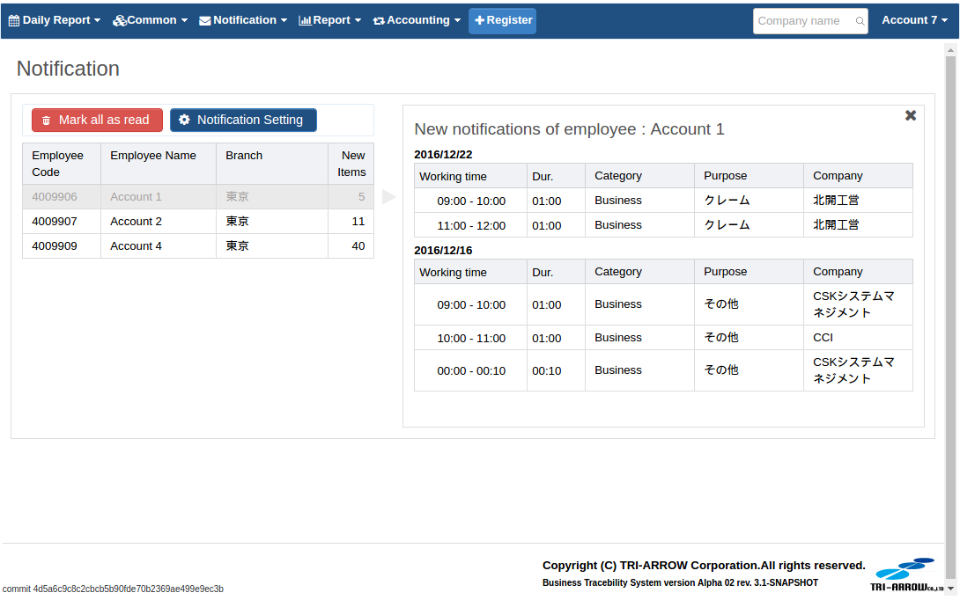 Daily Report Common Notification Report Accounting Register Company name Account 7
Notification
Mark all as read Notification Setting
Employee Code Employee Name Branch New Items
4009906 Account 1 東京 5
4009907 Account 2 東京 11
4009909 Account 4 東京 40
New notifications of employee : Account 1
2016/12/22
Working time Dur. Category Purpose Company
09:00 - 10:00 01:00 Business クレーム 北開工営
11:00 - 12:00 01:00 Business クレーム 北開工営
2016/12/16
Working time Dur. Category Purpose Company
09:00 - 10:00 01:00 Business その他 CSKシステムマ
ネジメント
10:00 - 11:00 01:00 Business その他 CCI
00:00 - 00:10 00:10 Business その他 CSKシステムマ
ネジメント
Copyright (C) TRI-ARROW Corporation.All rights reserved.
Business Tracebility System version Alpha 02 rev. 3.1-SNAPSHOT
TRI-ARROW Co.,LTD
commit 4d5a6c9c8c2cbcb5b90fde70b2369ae499e9ec3b